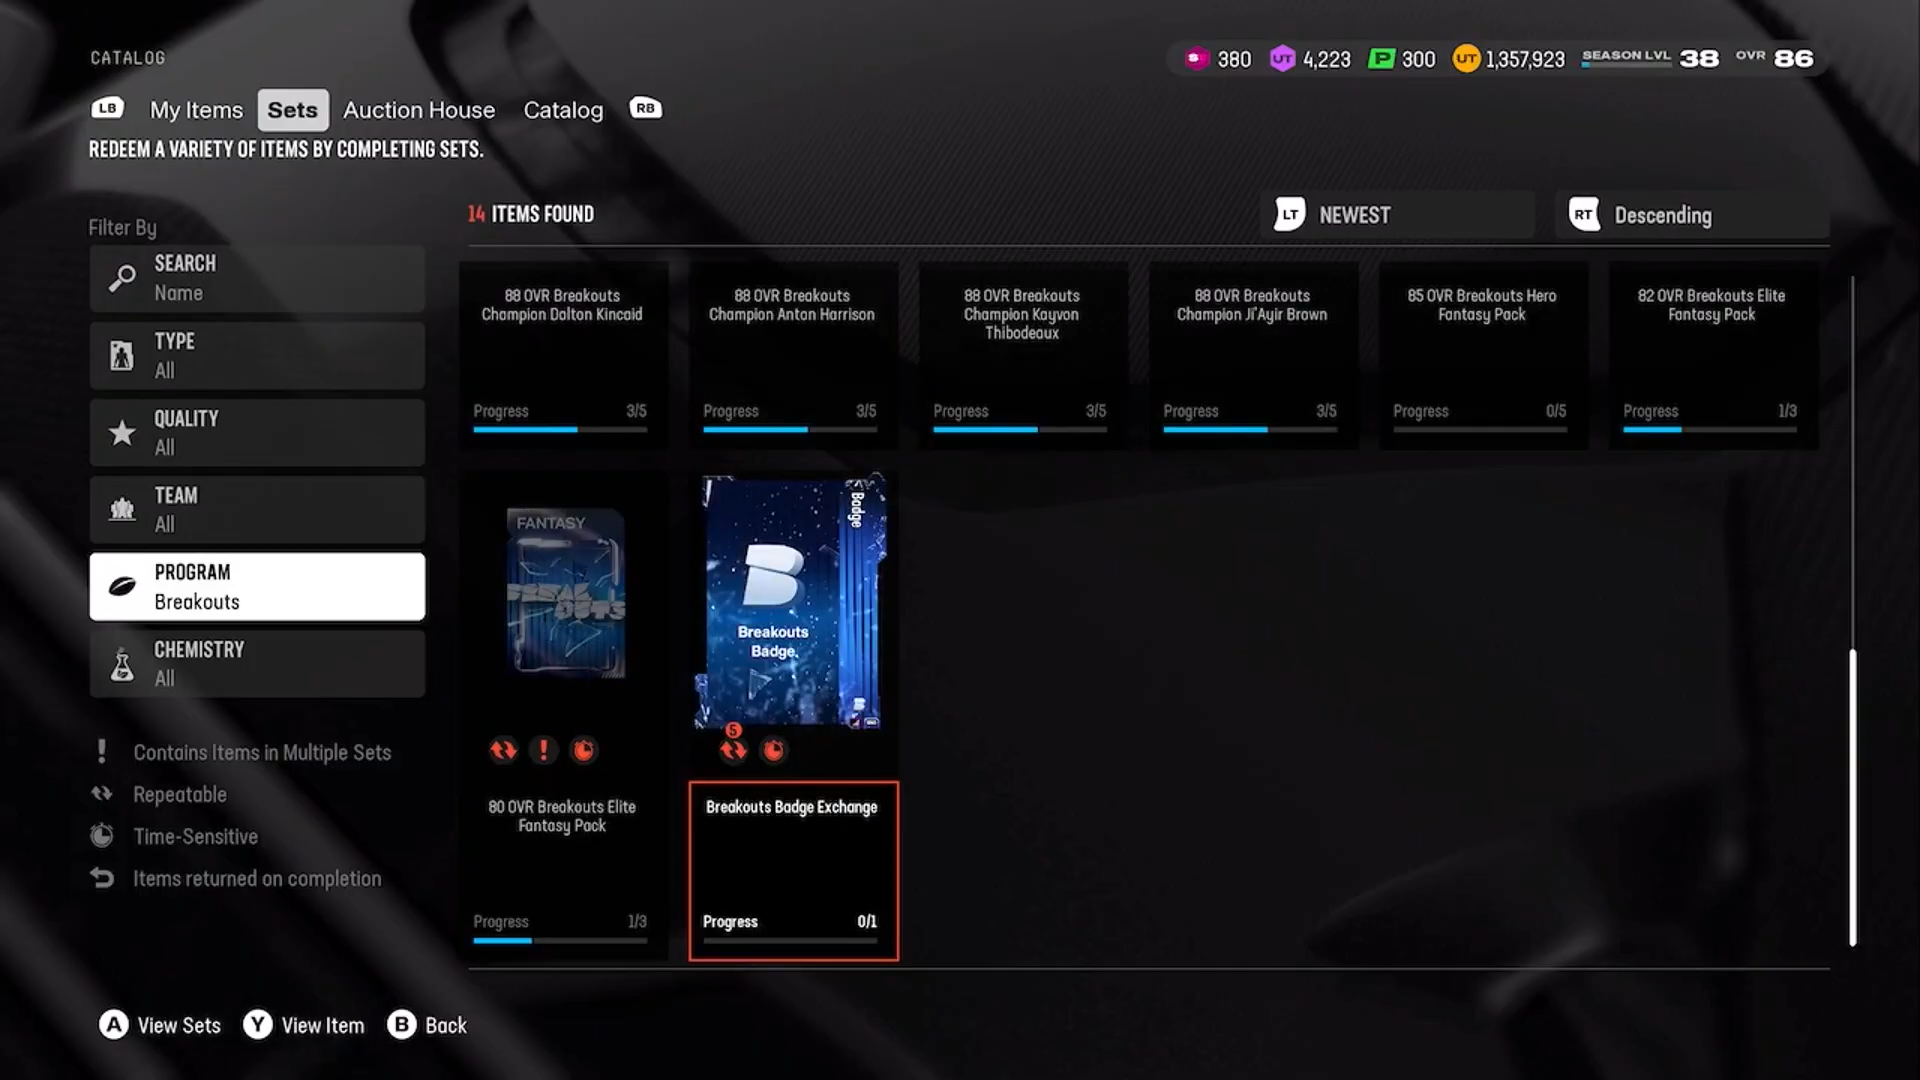 CATALOG
380
UT
4,223
P
300
UT
1,357,923
SEASON LVL
38
OVR
86
LB
My Items
Sets
Auction House
Catalog
RB
REDEEM A VARIETY OF ITEMS BY COMPLETING SETS.
Filter By
SEARCH
Name
TYPE
All
QUALITY
All
TEAM
All
PROGRAM
Breakouts
CHEMISTRY
All
! Contains Items in Multiple Sets
Repeatable
Time-Sensitive
Items returned on completion
14 ITEMS FOUND
LT NEWEST
RT Descending
88 OVR Breakouts
Champion Dalton Kincaid
Progress 3/5
88 OVR Breakouts
Champion Anton Harrison
Progress 3/5
88 OVR Breakouts
Champion Kayvon
Thibodeaux
Progress 3/5
88 OVR Breakouts
Champion Ji'Ayir Brown
Progress 3/5
85 OVR Breakouts Hero
Fantasy Pack
Progress 0/5
82 OVR Breakouts Elite
Fantasy Pack
Progress 1/3
FANTASY
BREAK
OUTS
!
80 OVR Breakouts Elite
Fantasy Pack
Progress 1/3
Badge
B
Breakouts
Badge
B
5
Breakouts Badge Exchange
Progress 0/1
A View Sets
Y View Item
B Back